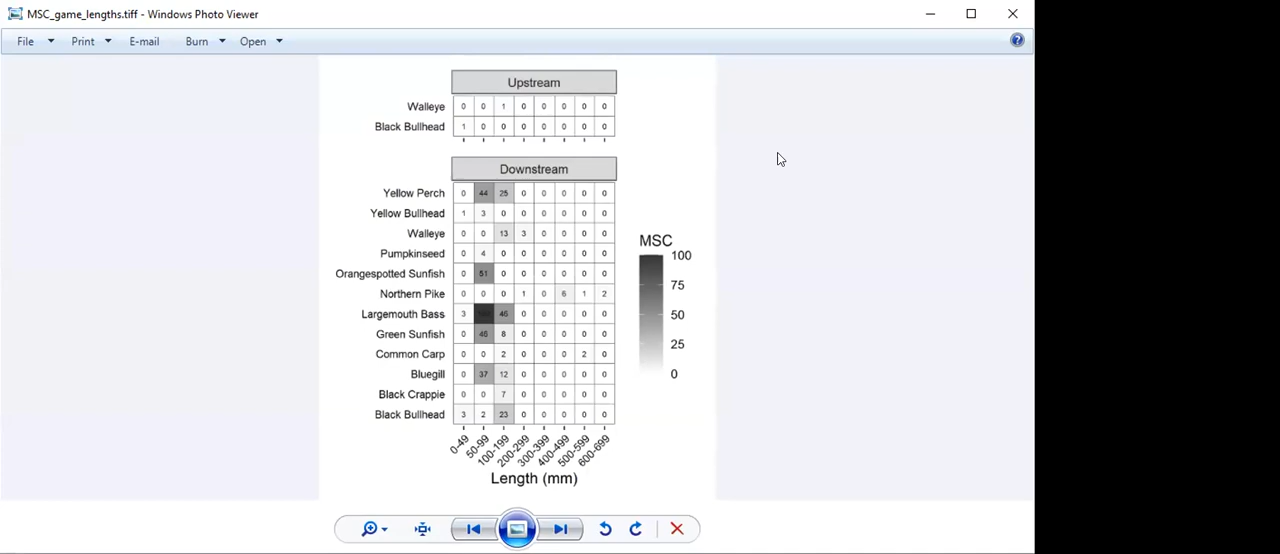 MSC_game_lengths.tiff - Windows Photo Viewer
File Print E-mail Burn Open
Upstream
Walleye 0 0 1 0 0 0 0 0
Black Bullhead 1 0 0 0 0 0 0 0
Downstream
Yellow Perch 0 44 25 0 0 0 0 0
Yellow Bullhead 1 3 0 0 0 0 0 0
Walleye 0 0 13 3 0 0 0 0
Pumpkinseed 0 4 0 0 0 0 0 0
Orangespotted Sunfish 0 51 0 0 0 0 0 0
Northern Pike 0 0 0 1 0 6 1 2
Largemouth Bass 3 46 0 0 0 0 0
Green Sunfish 0 46 8 0 0 0 0 0
Common Carp 0 0 2 0 0 0 2 0
Bluegill 0 37 12 0 0 0 0 0
Black Crappie 0 0 7 0 0 0 0 0
Black Bullhead 3 2 23 0 0 0 0 0
0-49 50-99 100-199 200-299 300-399 400-499 500-599 600-699
Length (mm)
MSC
100
75
50
25
0